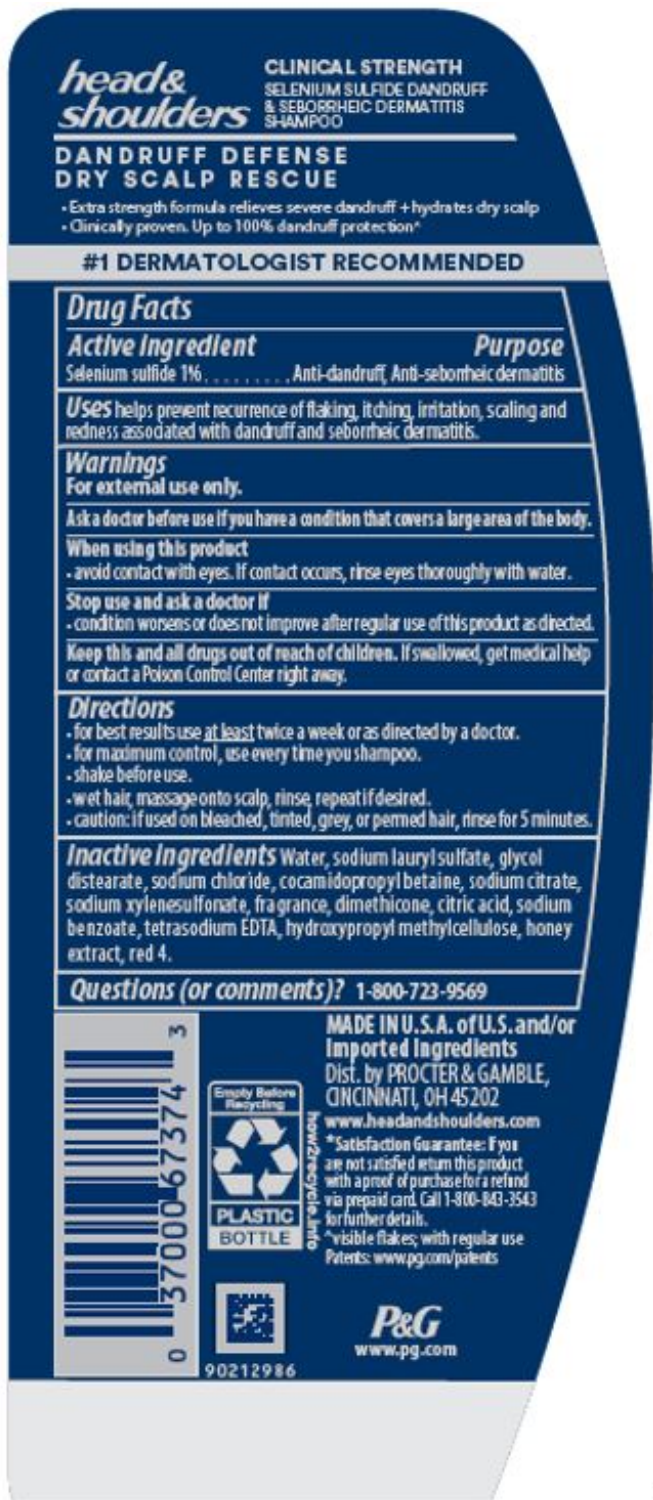 head&
shoulders
CLINICAL STRENGTH
SELENIUM SULFIDE DANDRUFF
& SEBORRHEIC DERMATITIS
SHAMPOO
DANDRUFF DEFENSE
DRY SCALP RESCUE
• Extra strength formula relieves severe dandruff + hydrates dry scalp
• Clinically proven. Up to 100% dandruff protection^
#1 DERMATOLOGIST RECOMMENDED
Drug Facts
Active Ingredient Purpose
Selenium sulfide 1% . . . . . . . . . . Anti-dandruff, Anti-seborrheic dermatitis
Uses helps prevent recurrence of flaking, itching, irritation, scaling and
redness associated with dandruff and seborrheic dermatitis.
Warnings
For external use only.
Ask a doctor before use if you have a condition that covers a large area of the body.
When using this product
• avoid contact with eyes. If contact occurs, rinse eyes thoroughly with water.
Stop use and ask a doctor if
• condition worsens or does not improve after regular use of this product as directed.
Keep this and all drugs out of reach of children. If swallowed, get medical help
or contact a Poison Control Center right away.
Directions
• for best results use at least twice a week or as directed by a doctor.
• for maximum control, use every time you shampoo.
• shake before use.
• wet hair, massage onto scalp, rinse, repeat if desired.
• caution: if used on bleached, tinted, grey, or permed hair, rinse for 5 minutes.
Inactive Ingredients Water, sodium lauryl sulfate, glycol
distearate, sodium chloride, cocamidopropyl betaine, sodium citrate,
sodium xylenesulfonate, fragrance, dimethicone, citric acid, sodium
benzoate, tetrasodium EDTA, hydroxypropyl methylcellulose, honey
extract, red 4.
Questions (or comments)? 1-800-723-9569
0 37000 67374 3
Empty Before
Recycling
PLASTIC
BOTTLE
how2recycle.info
90212986
MADE IN U.S.A. of U.S. and/or
Imported Ingredients
Dist. by PROCTER & GAMBLE,
CINCINNATI, OH 45202
www.headandshoulders.com
*Satisfaction Guarantee: If you
are not satisfied return this product
with a proof of purchase for a refund
via prepaid card. Call 1-800-843-3543
for further details.
^visible flakes; with regular use
Patents: www.pg.com/patents
P&G
www.pg.com